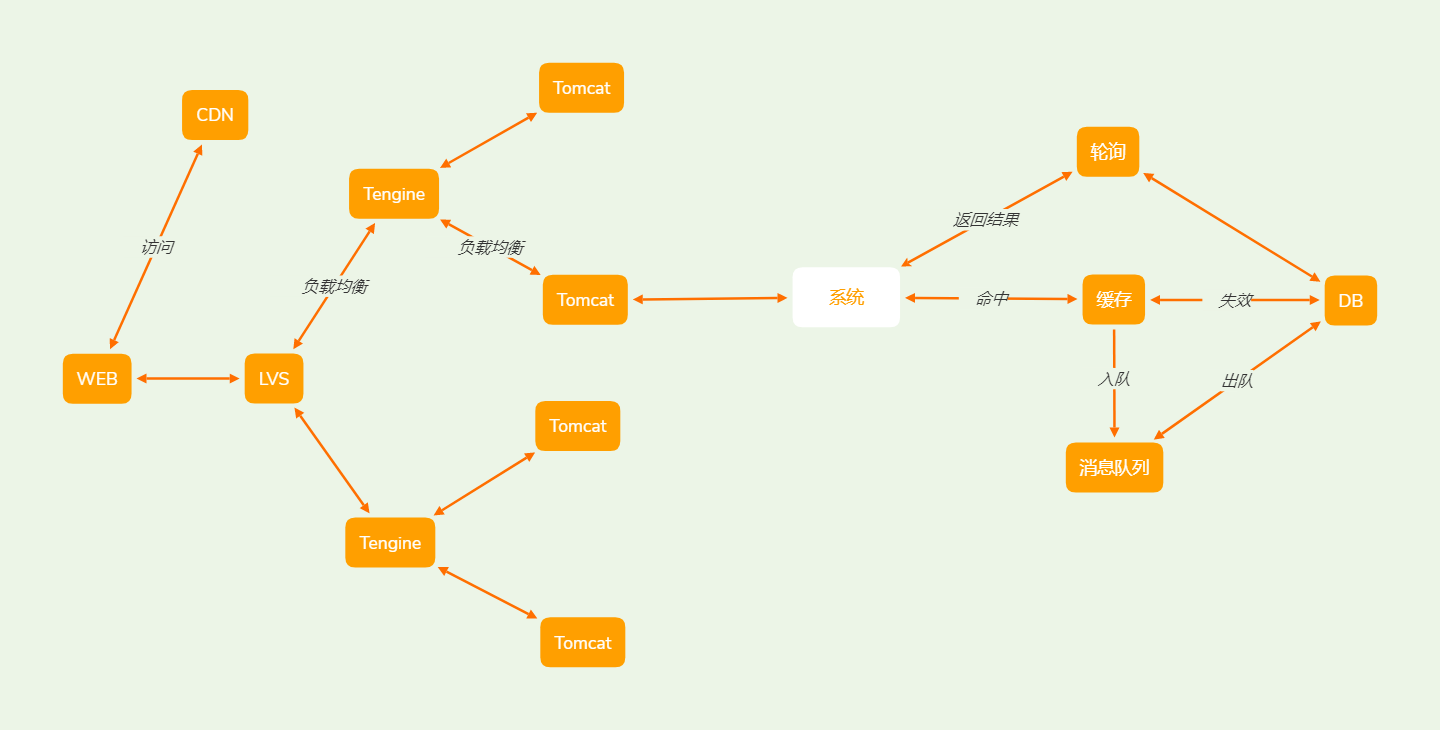 Tomcat
CDN
轮询
Tengine
返回结果
访问
负载均衡
负载均衡
Tomcat
系统
命中
缓存
失效
DB
WEB
LVS
入队
出队
Tomcat
消息队列
Tengine
Tomcat